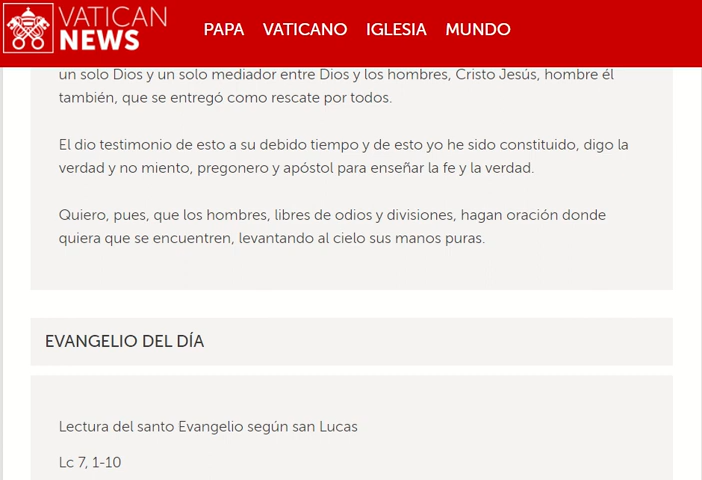 VATICAN
NEWS
PAPA VATICANO IGLESIA MUNDO
un solo Dios y un solo mediador entre Dios y los hombres, Cristo Jesús, hombre él
también, que se entregó como rescate por todos.
El dio testimonio de esto a su debido tiempo y de esto yo he sido constituido, digo la
verdad y no miento, pregonero y apóstol para enseñar la fe y la verdad.
Quiero, pues, que los hombres, libres de odios y divisiones, hagan oración donde
quiera que se encuentren, levantando al cielo sus manos puras.
EVANGELIO DEL DÍA
Lectura del santo Evangelio según san Lucas
Lc 7, 1-10